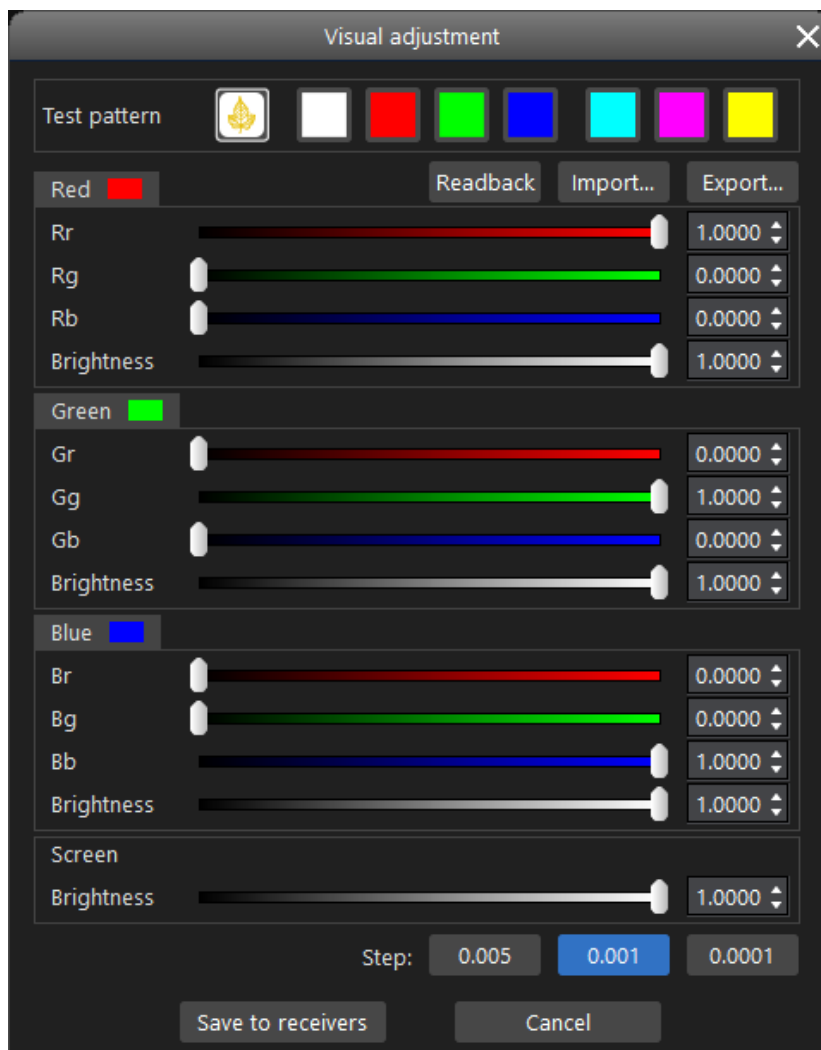 Visual adjustment
Test pattern
Red Readback Import... Export...
Rr 1.0000
Rg 0.0000
Rb 0.0000
Brightness 1.0000
Green
Gr 0.0000
Gg 1.0000
Gb 0.0000
Brightness 1.0000
Blue
Br 0.0000
Bg 0.0000
Bb 1.0000
Brightness 1.0000
Screen
Brightness 1.0000
Step: 0.005 0.001 0.0001
Save to receivers Cancel